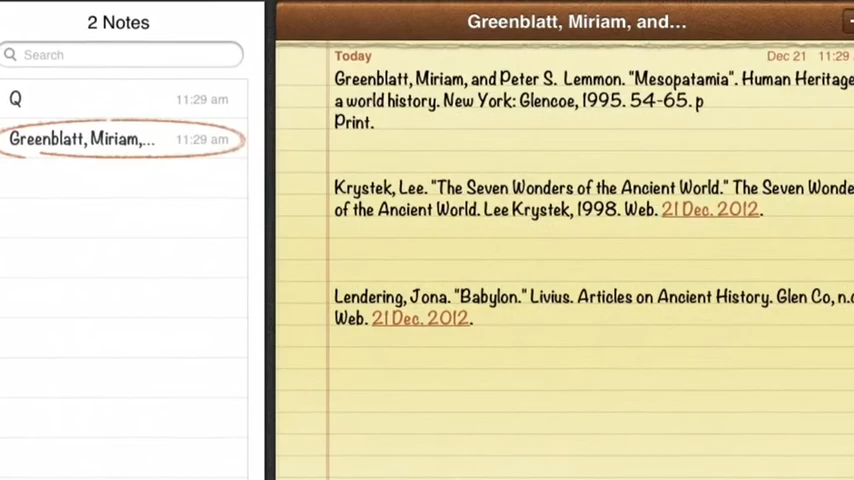 2 Notes
Search
Q 11:29 am
Greenblatt, Miriam,... 11:29 am
Greenblatt, Miriam, and...
Today Dec 21 11:29
Greenblatt, Miriam, and Peter S. Lemmon. "Mesopotamia". Human Heritage
a world history. New York: Glencoe, 1995. 54-65. p
Print.
Krystek, Lee. "The Seven Wonders of the Ancient World." The Seven Wonde
of the Ancient World. Lee Krystek, 1998. Web. 21 Dec. 2012.
Lendering, Jona. "Babylon." Livius. Articles on Ancient History. Glen Co, n.d
Web. 21 Dec. 2012.